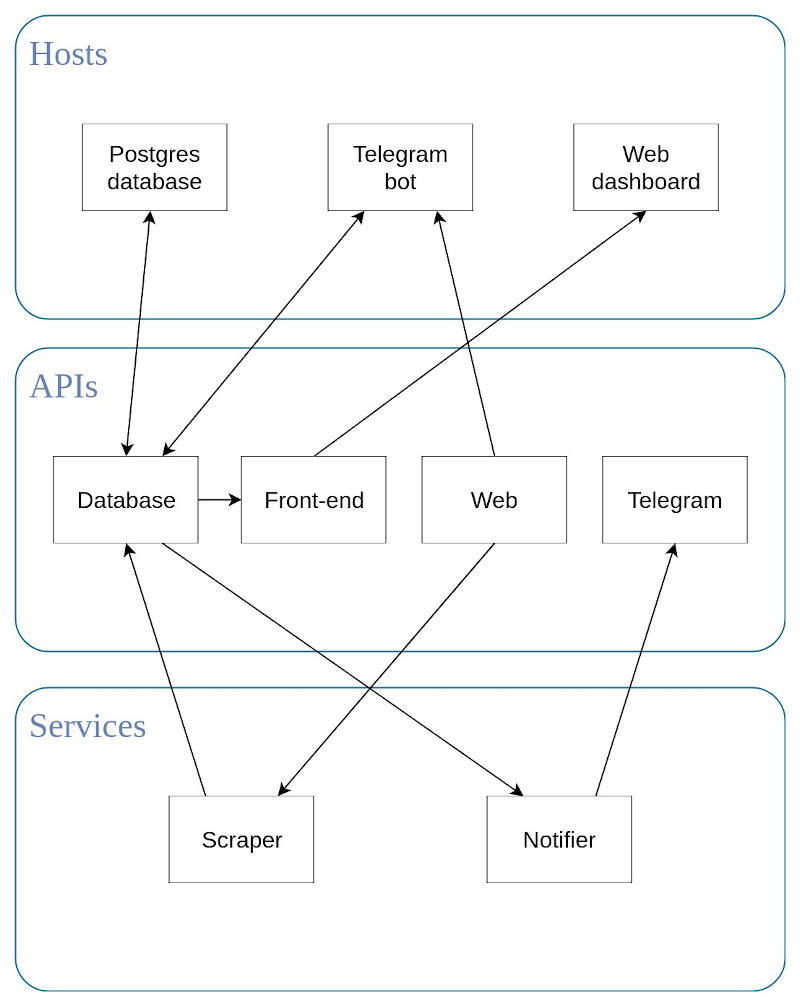 Hosts
Postgres
database
Telegram
bot
Web
dashboard
APIs
Database
Front-end
Web
Telegram
Services
Scraper
Notifier